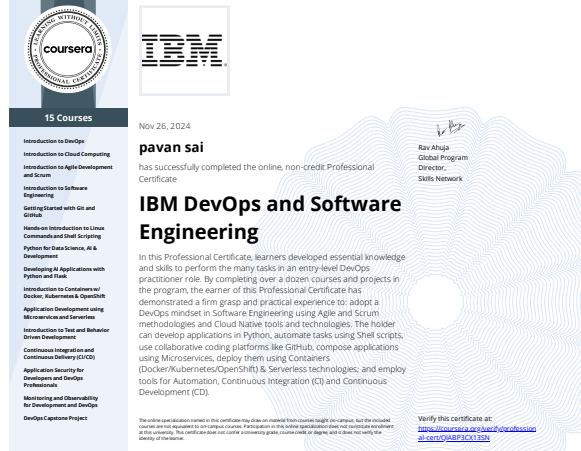 LEARNING WITHOUT LIMITS
coursera
PROFESSIONAL CERTIFICATE
IBM
15 Courses
Introduction to DevOps
Introduction to Cloud Computing
Introduction to Agile Development
and Scrum
Introduction to Software
Engineering
Getting Started with Git and
GitHub
Hands-on Introduction to Linux
Commands and Shell Scripting
Python for Data Science, AI &
Development
Developing AI Applications with
Python and Flask
Introduction to Containers w/
Docker, Kubernetes & OpenShift
Application Development using
Microservices and Serverless
Introduction to Test and Behavior
Driven Development
Continuous Integration and
Continuous Delivery (CI/CD)
Application Security for
Developers and DevOps
Professionals
Monitoring and Observability
for Development and DevOps
DevOps Capstone Project
Nov 26, 2024
pavan sai
has successfully completed the online, non-credit Professional
Certificate
IBM DevOps and Software
Engineering
In this Professional Certificate, learners developed essential knowledge
and skills to perform the many tasks in an entry-level DevOps
practitioner role. By completing over a dozen courses and projects in
the program, the earner of this Professional Certificate has
demonstrated a firm grasp and practical experience to: adopt a
DevOps mindset in Software Engineering using Agile and Scrum
methodologies and Cloud Native tools and technologies. The holder
can develop applications in Python, automate tasks using Shell scripts,
use collaborative coding platforms like GitHub, compose applications
using Microservices, deploy them using Containers
(Docker/Kubernetes/OpenShift) & Serverless technologies; and employ
tools for Automation, Continuous Integration (CI) and Continuous
Development (CD).
Rav Ahuja
Global Program
Director,
Skills Network
The online specialization named in this certificate may draw on material from courses taught on-campus, but the included
courses are not equivalent to on-campus courses. Participation in this online specialization does not constitute enrollment
at this university. This certificate does not confer a University grade, course credit or degree, and it does not verify the
identity of the learner.
Verify this certificate at:
https://coursera.org/verify/profession
al-cert/QIABP3CX13SN